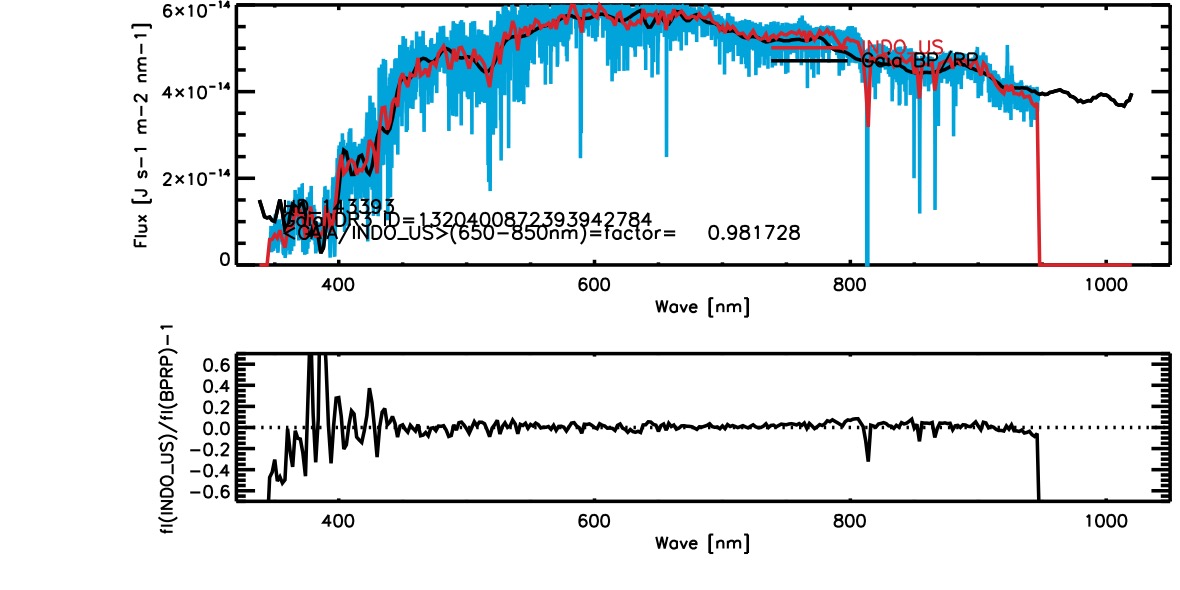 6×10−14
4×10−14
2×10−14
0
Flux [J s−1 m−2 nm−1]
INDO_US
Gaia BP/RP
HD 143393
Gaia DR3 ID=1320400872393942784
<GAIA/INDO_US>(650−850nm)=factor= 0.981728
400 600 800 1000
Wave [nm]
fl(INDO_US)/fl(BPRP)−1
0.6
0.4
0.2
0.0
−0.2
−0.4
−0.6
400 600 800 1000
Wave [nm]